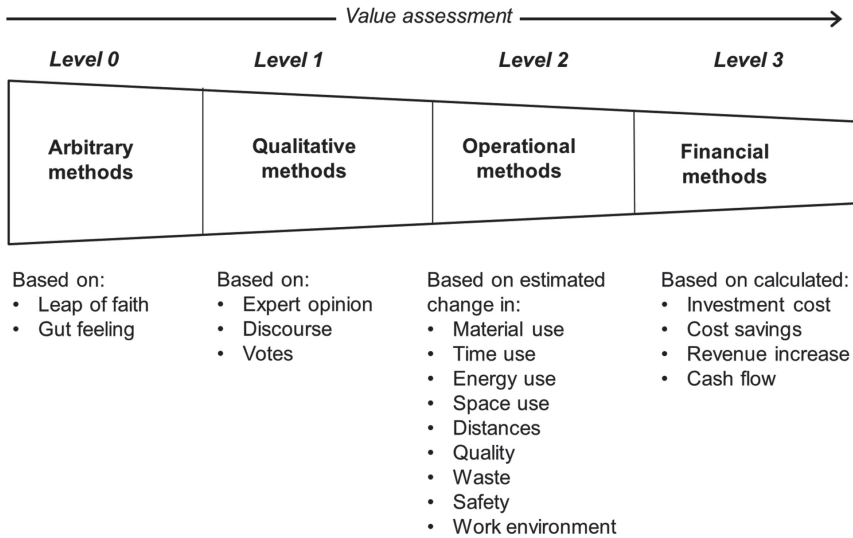 Value assessment
Level 0
Level 1
Level 2
Level 3
Arbitrary
methods
Qualitative
methods
Operational
methods
Financial
methods
Based on:
• Leap of faith
• Gut feeling
Based on:
• Expert opinion
• Discourse
• Votes
Based on estimated
change in:
• Material use
• Time use
• Energy use
• Space use
• Distances
• Quality
• Waste
• Safety
• Work environment
Based on calculated:
• Investment cost
• Cost savings
• Revenue increase
• Cash flow